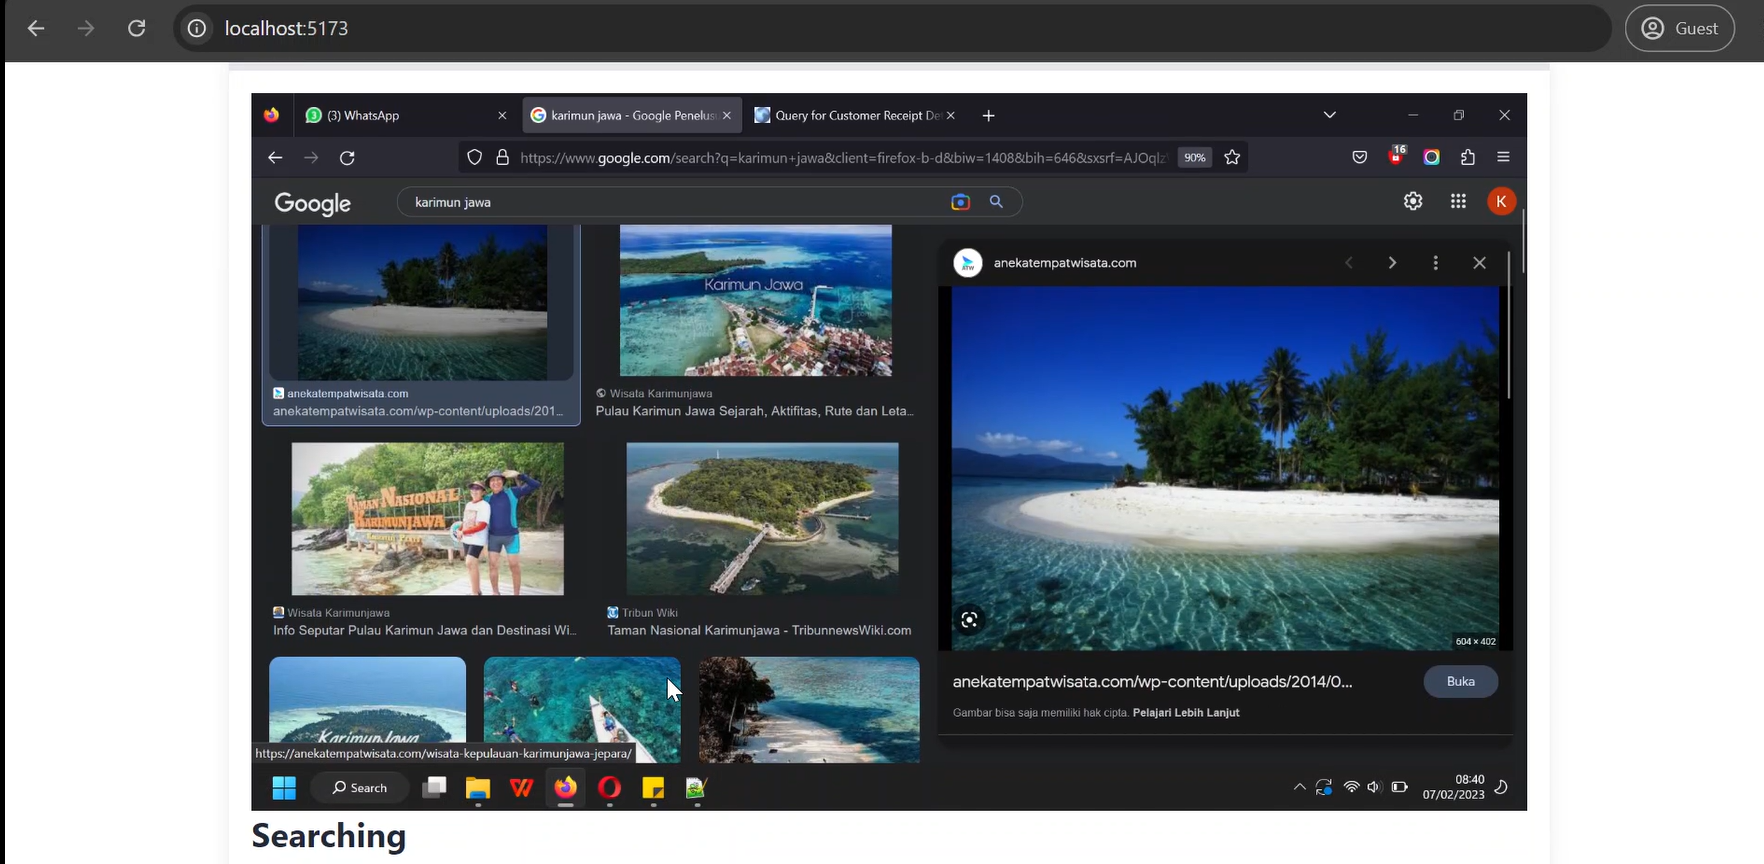 localhost:5173
Guest
(3) WhatsApp
karimun jawa - Google Penelus
Query for Customer Receipt De
https://www.google.com/search?q=karimun+jawa&client=firefox-b-d&biw=1408&bih=646&sxsrf=AJOqlz
90%
16
Google
karimun jawa
K
Karimun Jawa
anekatempatwisata.com
anekatempatwisata.com/wp-content/uploads/201...
Wisata Karimunjawa
Pulau Karimun Jawa Sejarah, Aktifitas, Rute dan Leta...
ATW
anekatempatwisata.com
TAMAN NASIONAL
KARIMUNJAWA
Wisata Karimunjawa
Info Seputar Pulau Karimun Jawa dan Destinasi Wi...
Tribun Wiki
Taman Nasional Karimunjawa - TribunnewsWiki.com
604 × 402
anekatempatwisata.com/wp-content/uploads/2014/0...
Buka
Gambar bisa saja memiliki hak cipta. Pelajari Lebih Lanjut
KarimunJawa
https://anekatempatwisata.com/wisata-kepulauan-karimunjawa-jepara/
Search
08:40
07/02/2023
Searching